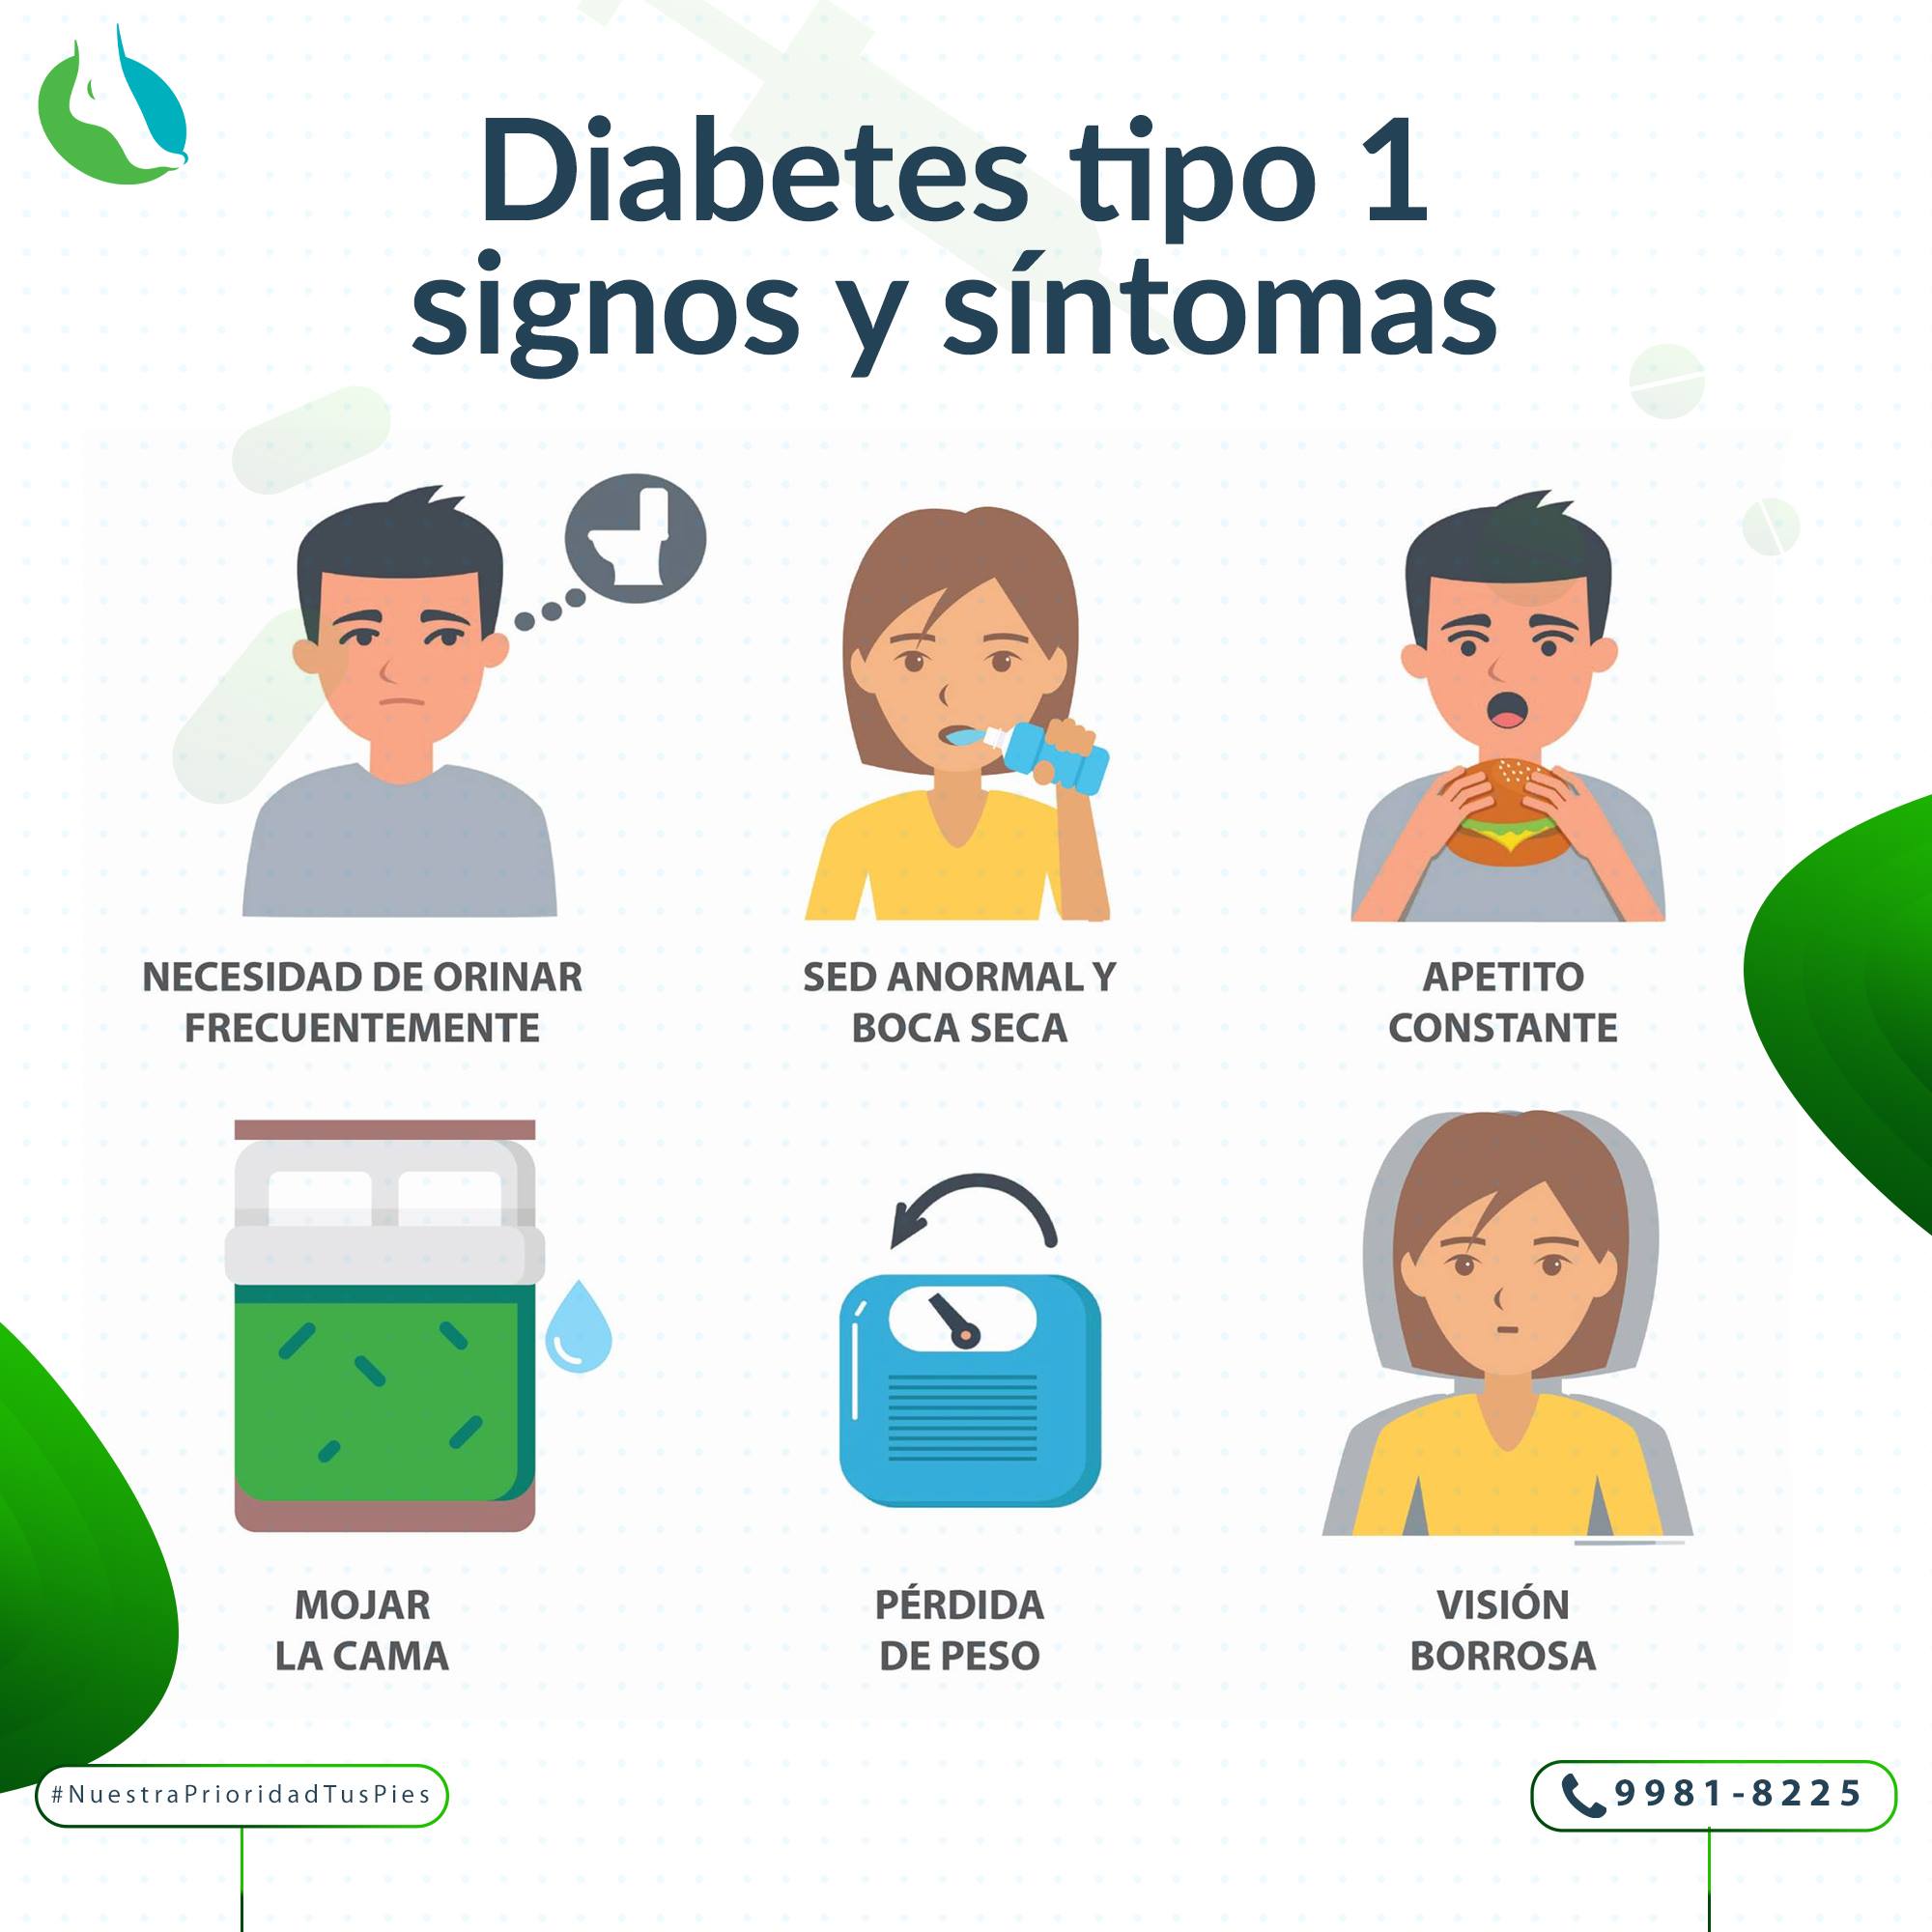 Diabetes tipo 1
signos y síntomas
NECESIDAD DE ORINAR
FRECUENTEMENTE
SED ANORMAL Y
BOCA SECA
APETITO
CONSTANTE
MOJAR
LA CAMA
PÉRDIDA
DE PESO
VISIÓN
BORROSA
#NuestraPrioridadTusPies
9981-8225